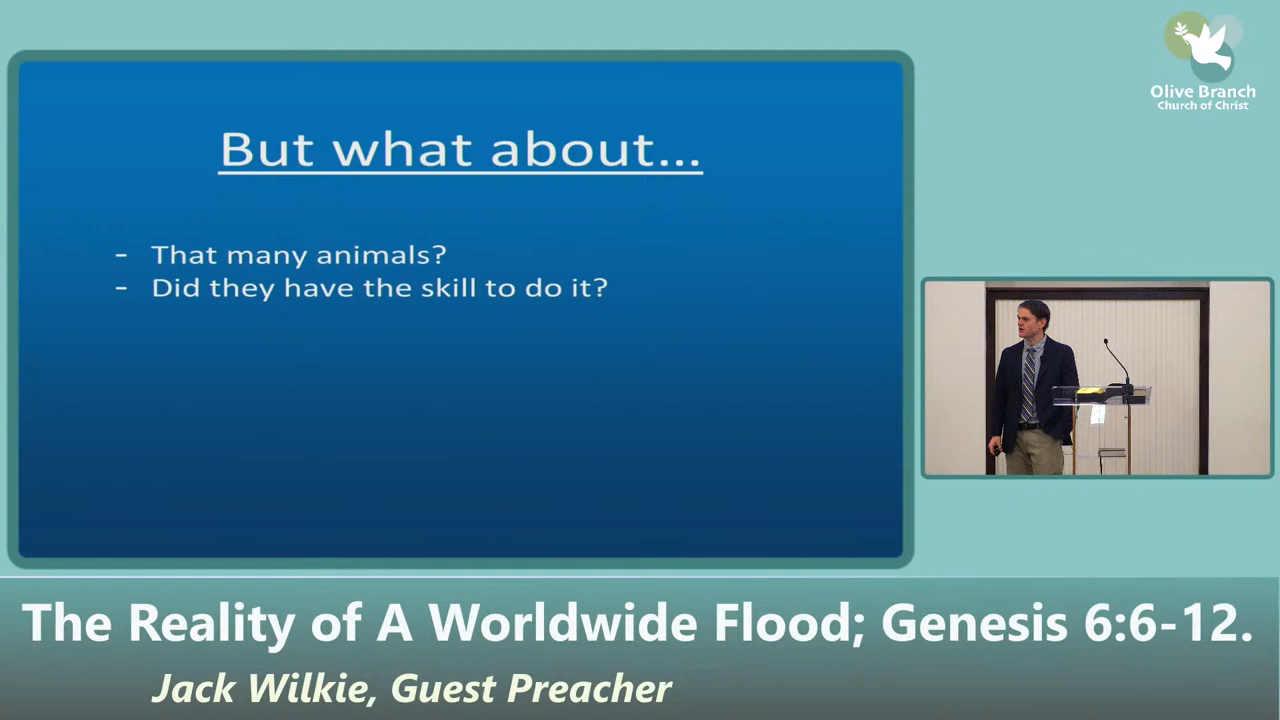 Olive Branch
Church of Christ
But what about...
- That many animals?
- Did they have the skill to do it?
The Reality of A Worldwide Flood; Genesis 6:6-12.
Jack Wilkie, Guest Preacher